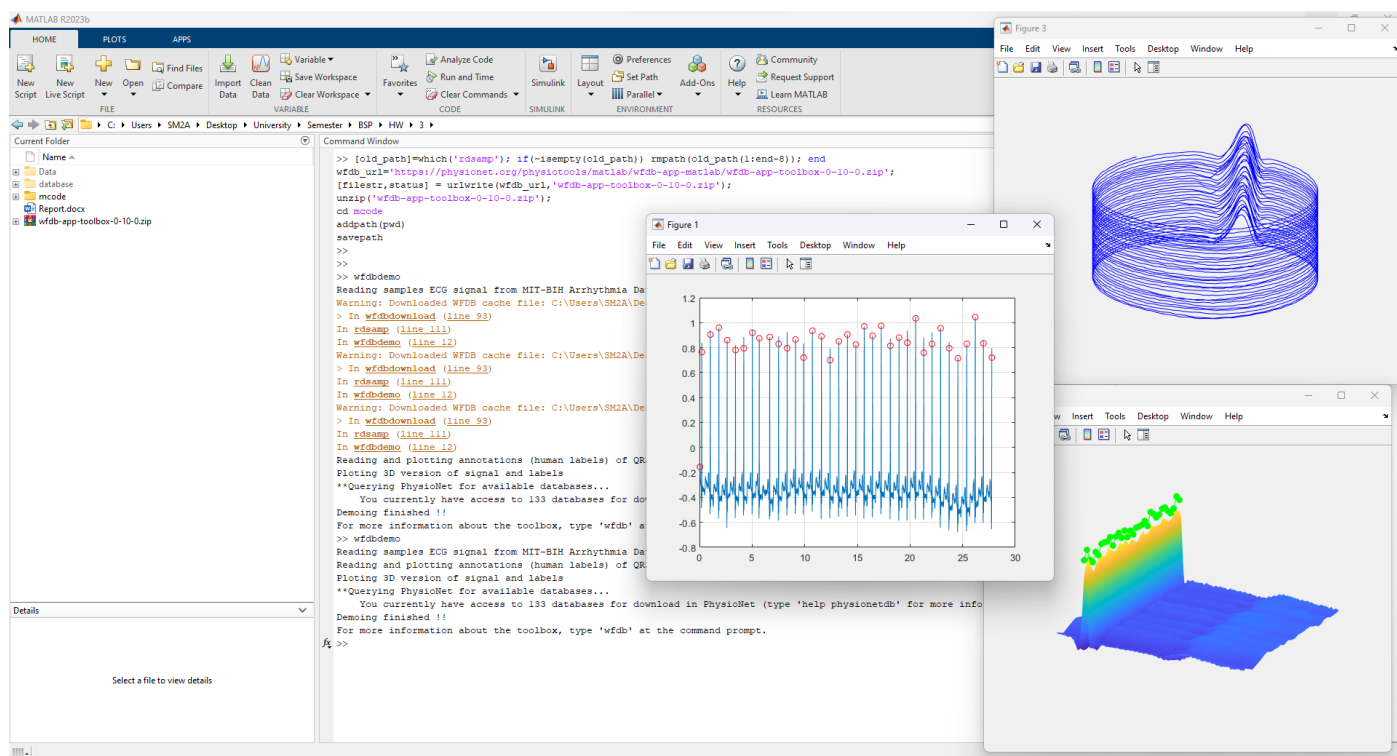 MATLAB R2023b
HOME PLOTS APPS
New Script
New Live Script
New
Open
Find Files
Compare
Import Data
Clean Data
Variable
Save Workspace
Clear Workspace
Favorites
Analyze Code
Run and Time
Clear Commands
Simulink
Layout
Preferences
Set Path
Parallel
Add-Ons
Help
Community
Request Support
Learn MATLAB
FILE VARIABLE CODE SIMULINK ENVIRONMENT RESOURCES
C: Users SM2A Desktop University Semester BSP HW 3
Current Folder
Name
Data
database
mcode
Report.docx
wfdb-app-toolbox-0-10-0.zip
Details
Select a file to view details
Command Window
>> [old_path]=which('rdsamp'); if(~isempty(old_path)) rmpath(old_path(1:end-8)); end
wfdb_url='https://physionet.org/physiotools/matlab/wfdb-app-matlab/wfdb-app-toolbox-0-10-0.zip';
[filestr,status] = urlwrite(wfdb_url,'wfdb-app-toolbox-0-10-0.zip');
unzip('wfdb-app-toolbox-0-10-0.zip');
cd mcode
addpath(pwd)
savepath
>>
>>
>> wfdbdemo
Reading samples ECG signal from MIT-BIH Arrhythmia Da
Warning: Downloaded WFDB cache file: C:\Users\SM2A\De
> In wfdbdownload (line 93)
In rdsamp (line 111)
In wfdbdemo (line 12)
Warning: Downloaded WFDB cache file: C:\Users\SM2A\De
> In wfdbdownload (line 93)
In rdsamp (line 111)
In wfdbdemo (line 12)
Warning: Downloaded WFDB cache file: C:\Users\SM2A\De
> In wfdbdownload (line 93)
In rdsamp (line 111)
In wfdbdemo (line 12)
Reading and plotting annotations (human labels) of QR
Ploting 3D version of signal and labels
**Querying PhysioNet for available databases...
You currently have access to 133 databases for do
Demoing finished !!
For more information about the toolbox, type 'wfdb' a
>> wfdbdemo
Reading samples ECG signal from MIT-BIH Arrhythmia Da
Reading and plotting annotations (human labels) of QR
Ploting 3D version of signal and labels
**Querying PhysioNet for available databases...
You currently have access to 133 databases for download in PhysioNet (type 'help physionetdb' for more info
Demoing finished !!
For more information about the toolbox, type 'wfdb' at the command prompt.
fx >>
Figure 1
File Edit View Insert Tools Desktop Window Help
1.2
1
0.8
0.6
0.4
0.2
0
-0.2
-0.4
-0.6
-0.8
0 5 10 15 20 25 30
Figure 3
File Edit View Insert Tools Desktop Window Help
w Insert Tools Desktop Window Help